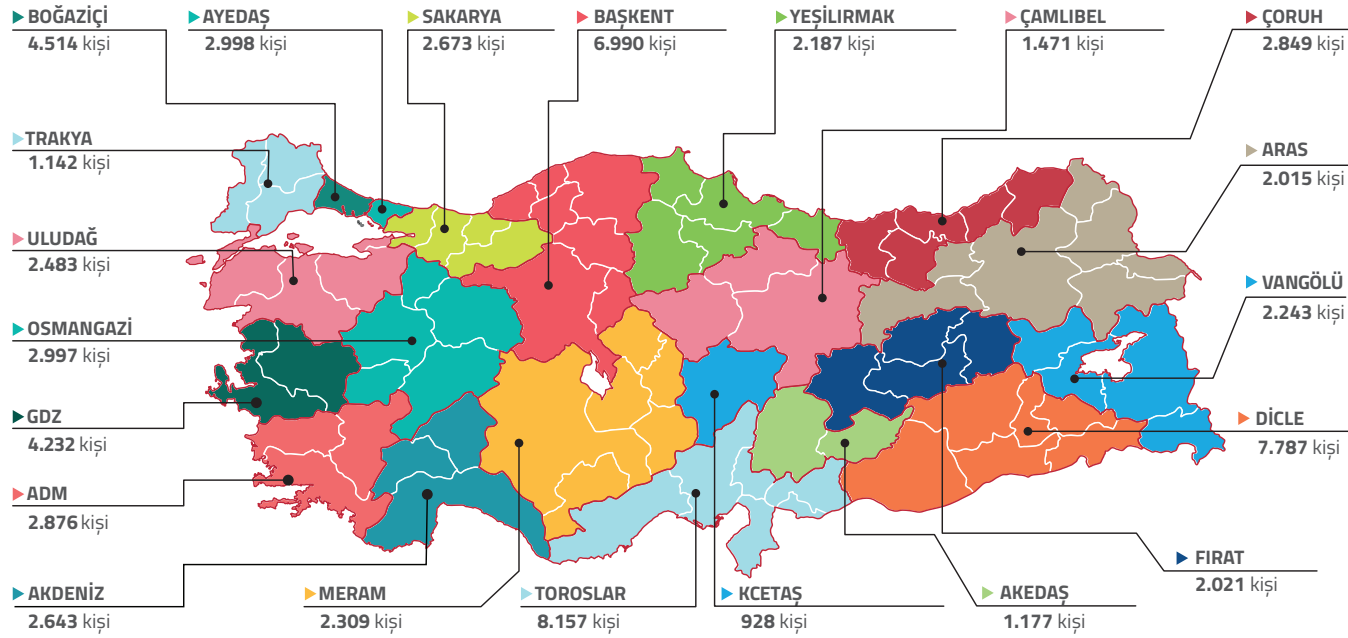 BOĞAZİÇİ
4.514 kişi
AYEDAŞ
2.998 kişi
SAKARYA
2.673 kişi
BAŞKENT
6.990 kişi
YEŞİLIRMAK
2.187 kişi
ÇAMLIBEL
1.471 kişi
ÇORUH
2.849 kişi
TRAKYA
1.142 kişi
ARAS
2.015 kişi
ULUDAĞ
2.483 kişi
VANGÖLÜ
2.243 kişi
OSMANGAZİ
2.997 kişi
GDZ
4.232 kişi
DİCLE
7.787 kişi
ADM
2.876 kişi
FIRAT
2.021 kişi
AKDENİZ
2.643 kişi
MERAM
2.309 kişi
TOROSLAR
8.157 kişi
KCETAŞ
928 kişi
AKEDAŞ
1.177 kişi